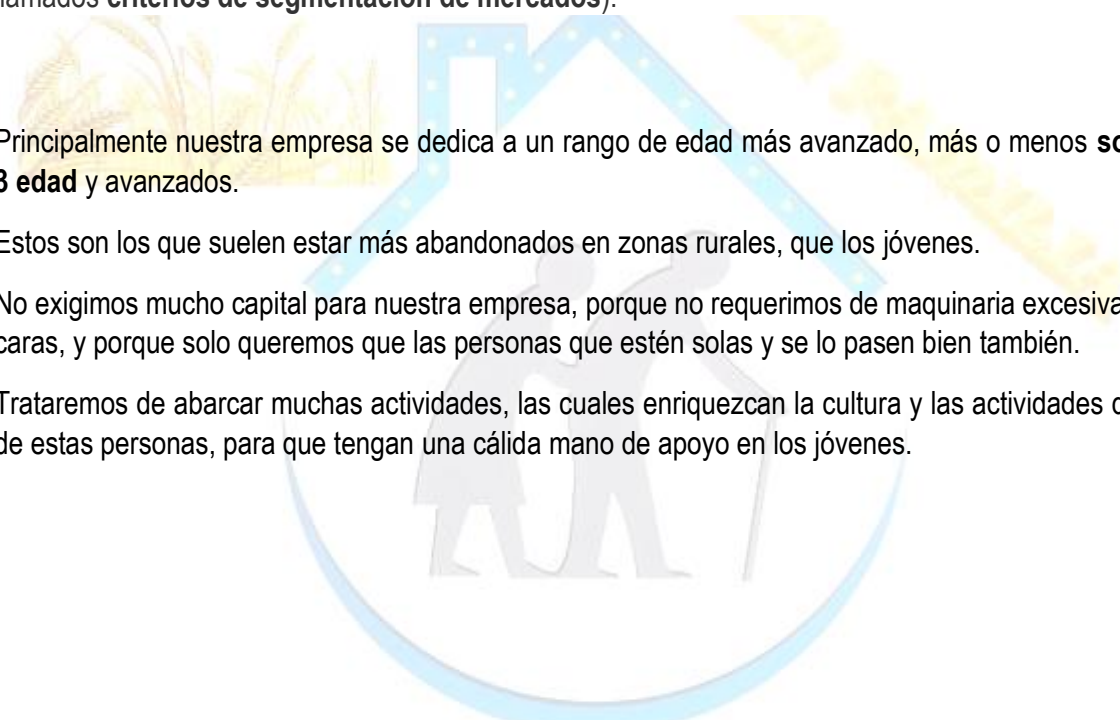 llamados criterios de segmentación de mercados).
Principalmente nuestra empresa se dedica a un rango de edad más avanzado, más o menos
3 edad y avanzados.
Estos son los que suelen estar más abandonados en zonas rurales, que los jóvenes.
No exigimos mucho capital para nuestra empresa, porque no requerimos de maquinaria
caras, y porque solo queremos que las personas que estén solas y se lo pasen bien también.
Trataremos de abarcar muchas actividades, las cuales enriquezcan la cultura y las actividades
de estas personas, para que tengan una cálida mano de apoyo en los jóvenes.